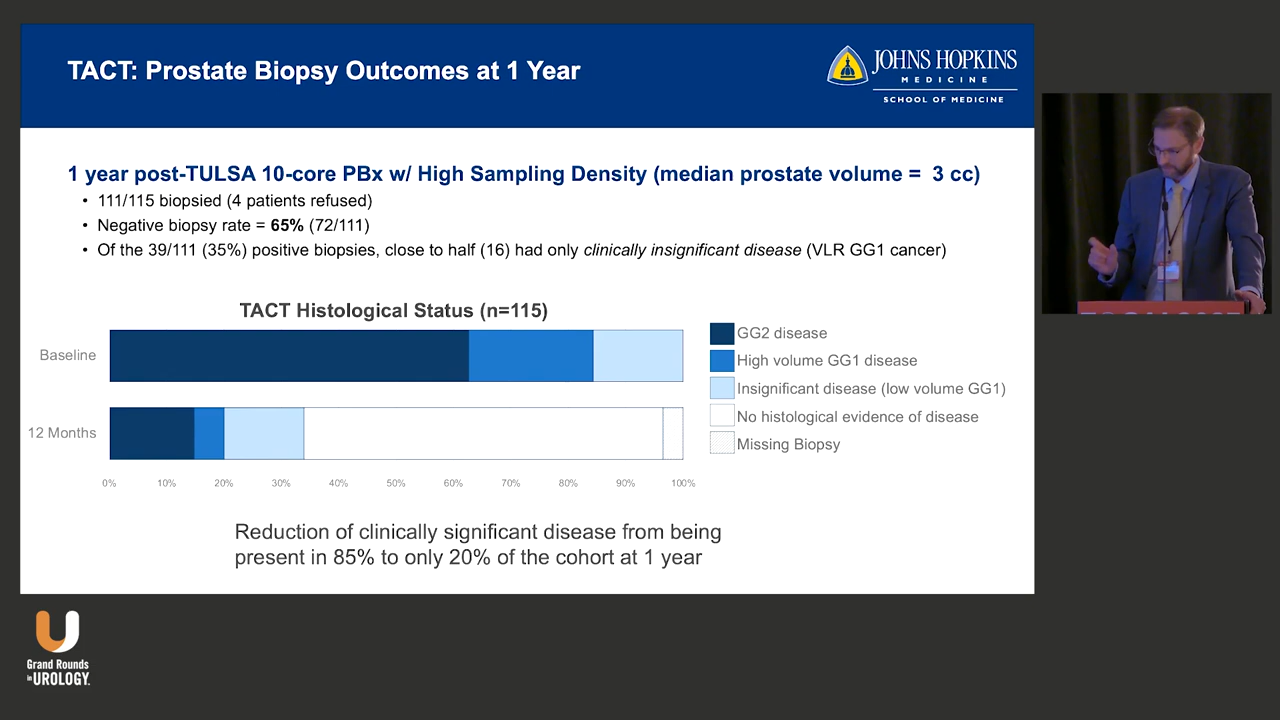 TACT: Prostate Biopsy Outcomes at 1 Year
JOHNS HOPKINS
MEDICINE
SCHOOL OF MEDICINE
1 year post-TULSA 10-core PBx w/ High Sampling Density (median prostate volume = 3 cc)
• 111/115 biopsied (4 patients refused)
• Negative biopsy rate = 65% (72/111)
• Of the 39/111 (35%) positive biopsies, close to half (16) had only clinically insignificant disease (VLR GG1 cancer)
TACT Histological Status (n=115)
Baseline
12 Months
0% 10% 20% 30% 40% 50% 60% 70% 80% 90% 100%
GG2 disease
High volume GG1 disease
Insignificant disease (low volume GG1)
No histological evidence of disease
Missing Biopsy
Reduction of clinically significant disease from being
present in 85% to only 20% of the cohort at 1 year
Grand Rounds
in UROLOGY.